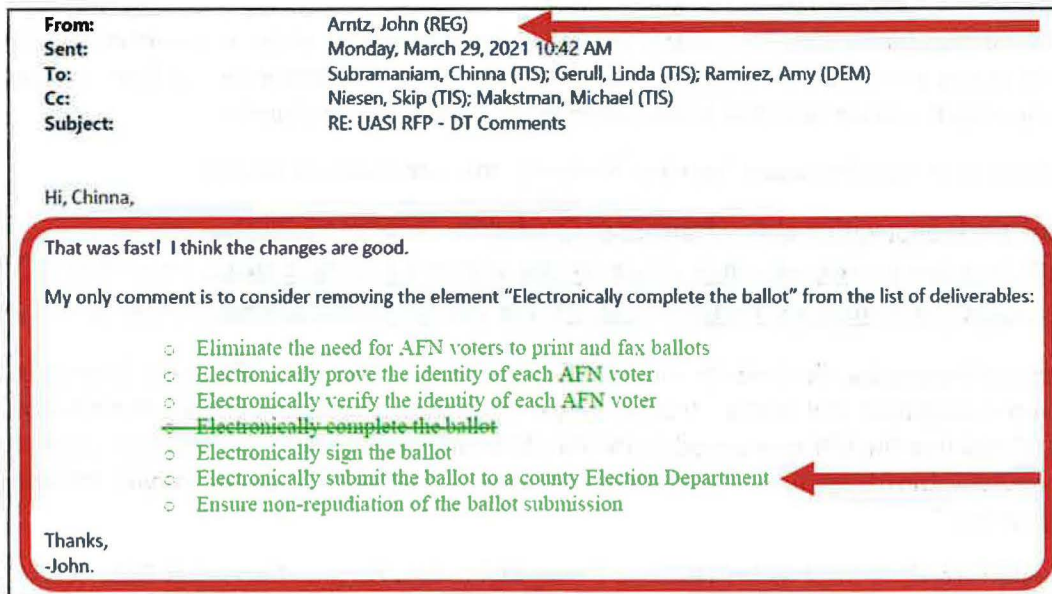 From: Arntz, John (REG)
Sent: Monday, March 29, 2021 10:42 AM
To: Subramaniam, Chinna (TIS); Gerull, Linda (TIS); Ramirez, Amy (DEM)
Cc: Niesen, Skip (TIS); Makstman, Michael (TIS)
Subject: RE: UASI RFP - DT Comments
Hi, Chinna,
That was fast! I think the changes are good.
My only comment is to consider removing the element “Electronically complete the ballot” from the list of deliverables:
○ Eliminate the need for AFN voters to print and fax ballots
○ Electronically prove the identity of each AFN voter
○ Electronically verify the identity of each AFN voter
○ Electronically complete the ballot
○ Electronically sign the ballot
○ Electronically submit the ballot to a county Election Department
○ Ensure non-repudiation of the ballot submission
Thanks,
-John.